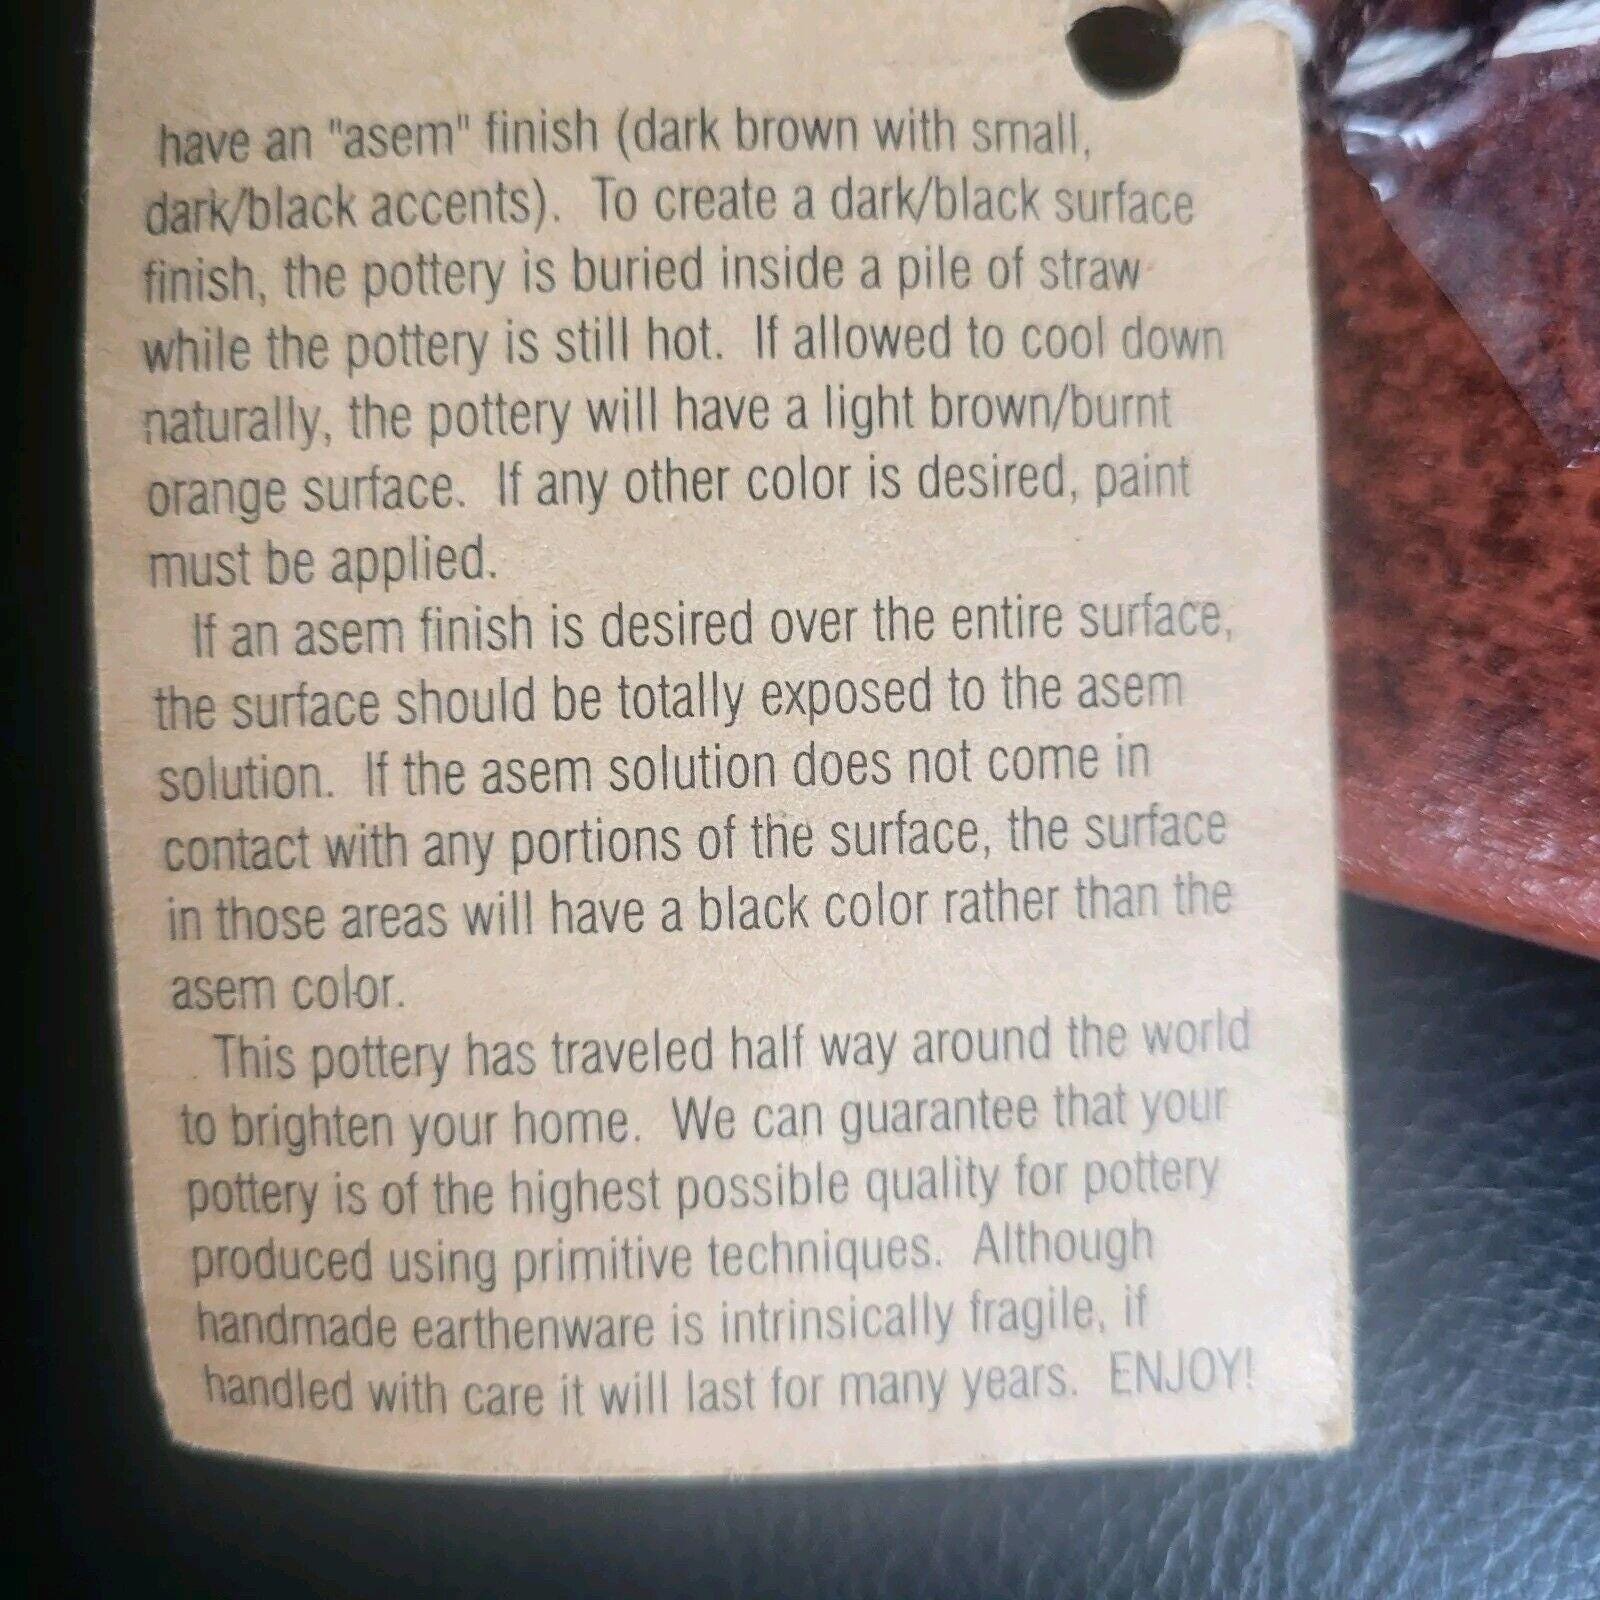 have an "asem" finish (dark brown with small,
dark/black accents). To create a dark/black surface
finish, the pottery is buried inside a pile of straw
while the pottery is still hot. If allowed to cool down
naturally, the pottery will have a light brown/burnt
orange surface. If any other color is desired, paint
must be applied.
If an asem finish is desired over the entire surface,
the surface should be totally exposed to the asem
solution. If the asem solution does not come in
contact with any portions of the surface, the surface
in those areas will have a black color rather than the
asem color.
This pottery has traveled half way around the world
to brighten your home. We can guarantee that your
pottery is of the highest possible quality for pottery
produced using primitive techniques. Although
handmade earthenware is intrinsically fragile, if
handled with care it will last for many years. ENJOY!